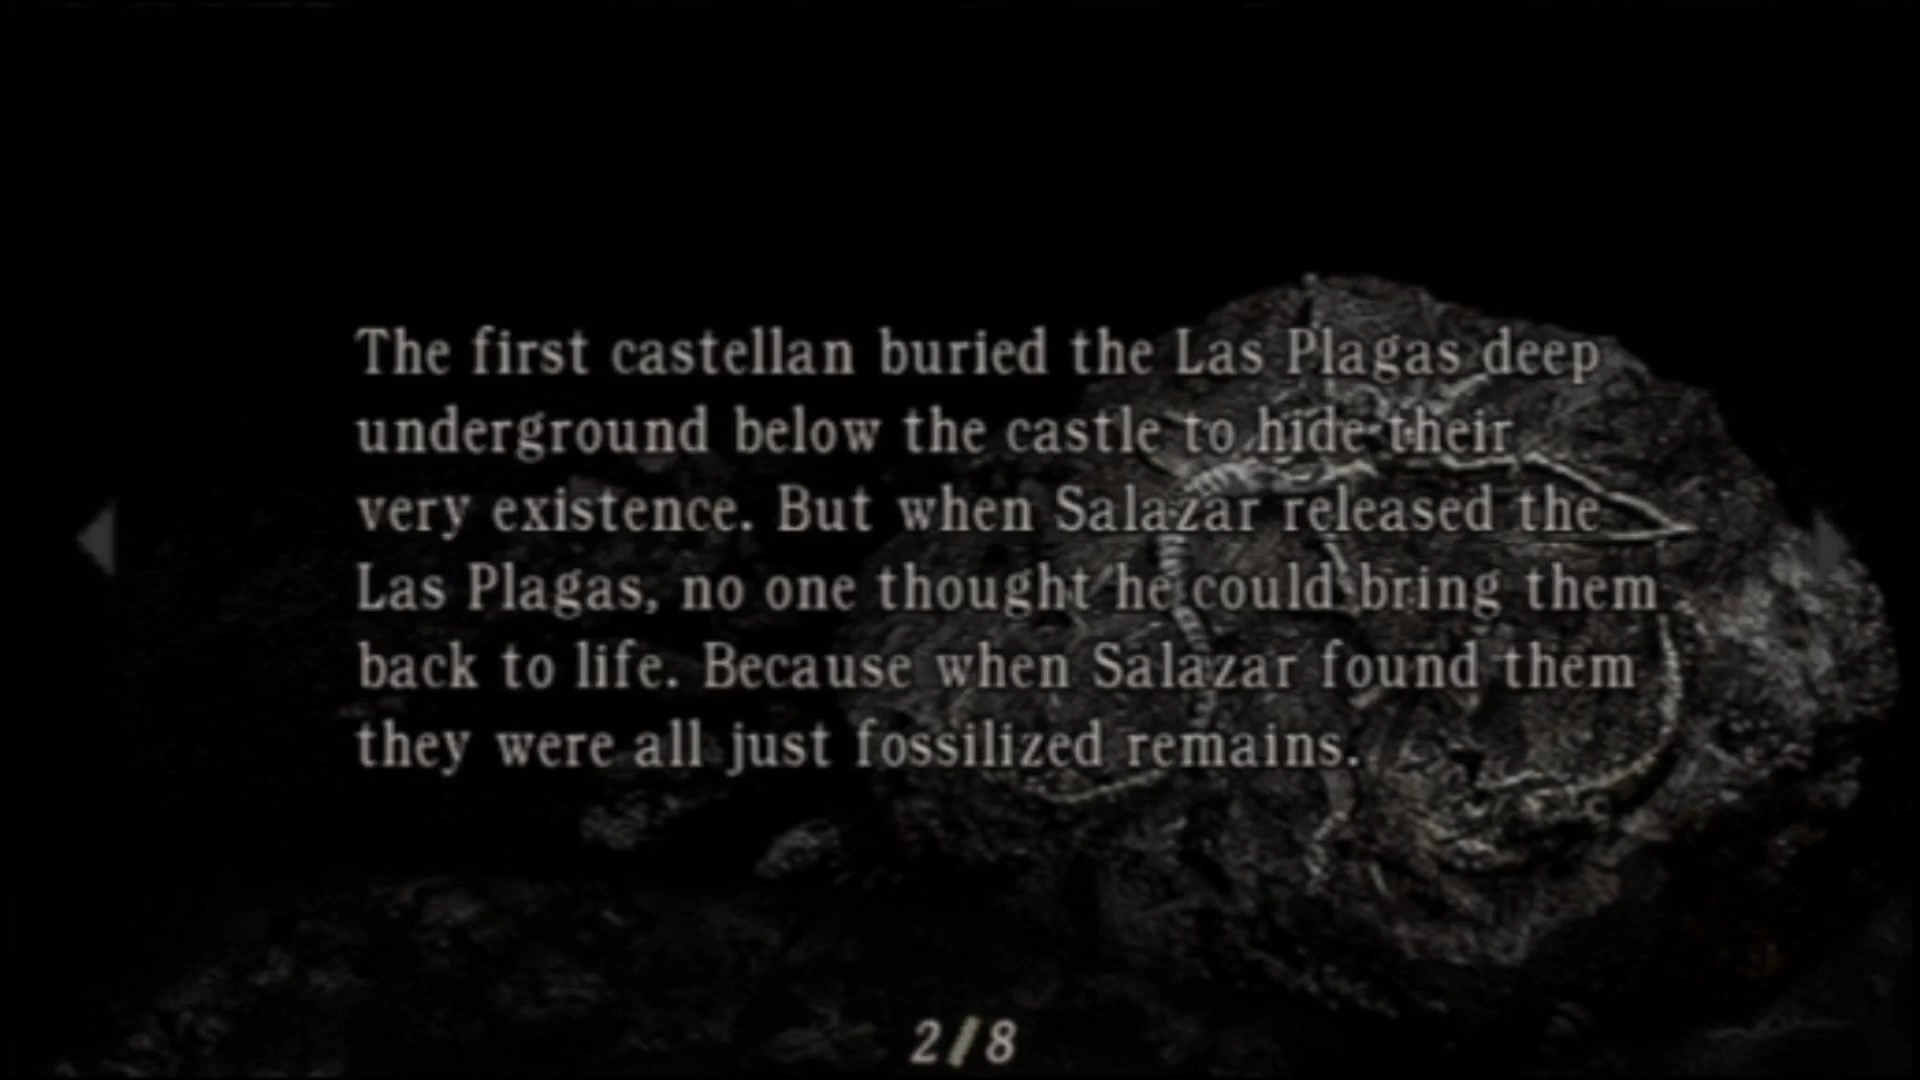 The first castellan buried the Las Plagas deep
underground below the castle to hide their
very existence. But when Salazar released the
Las Plagas, no one thought he could bring them
back to life. Because when Salazar found them
they were all just fossilized remains.
2/8